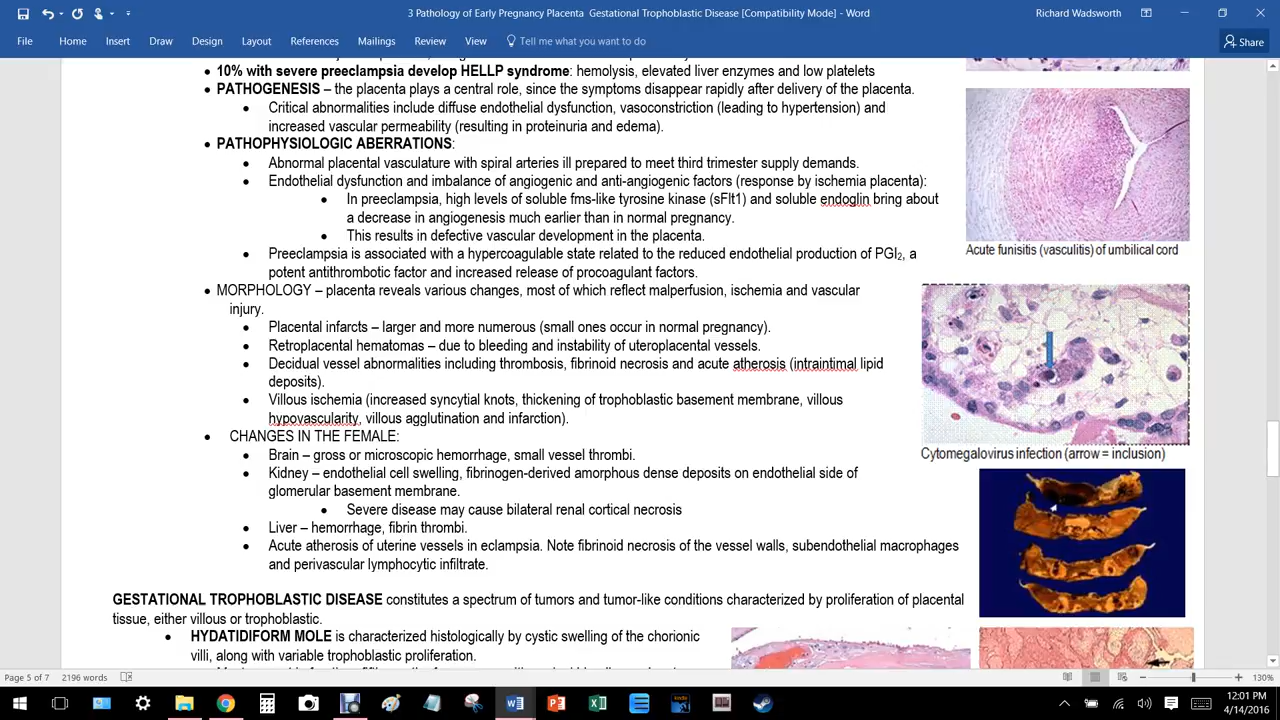 3 Pathology of Early Pregnancy Placenta  Gestational Trophoblastic Disease [Compatibility Mode] - Word
Richard Wadsworth
File Home Insert Draw Design Layout References Mailings Review View Tell me what you want to do Share
• 10% with severe preeclampsia develop HELLP syndrome: hemolysis, elevated liver enzymes and low platelets
• PATHOGENESIS – the placenta plays a central role, since the symptoms disappear rapidly after delivery of the placenta.
• Critical abnormalities include diffuse endothelial dysfunction, vasoconstriction (leading to hypertension) and
increased vascular permeability (resulting in proteinuria and edema).
• PATHOPHYSIOLOGIC ABERRATIONS:
• Abnormal placental vasculature with spiral arteries ill prepared to meet third trimester supply demands.
• Endothelial dysfunction and imbalance of angiogenic and anti-angiogenic factors (response by ischemia placenta):
• In preeclampsia, high levels of soluble fms-like tyrosine kinase (sFlt1) and soluble endoglin bring about
a decrease in angiogenesis much earlier than in normal pregnancy.
• This results in defective vascular development in the placenta.
• Preeclampsia is associated with a hypercoagulable state related to the reduced endothelial production of PGI₂, a
potent antithrombotic factor and increased release of procoagulant factors.
• MORPHOLOGY – placenta reveals various changes, most of which reflect malperfusion, ischemia and vascular
injury.
• Placental infarcts – larger and more numerous (small ones occur in normal pregnancy).
• Retroplacental hematomas – due to bleeding and instability of uteroplacental vessels.
• Decidual vessel abnormalities including thrombosis, fibrinoid necrosis and acute atherosis (intraintimal lipid
deposits).
• Villous ischemia (increased syncytial knots, thickening of trophoblastic basement membrane, villous
hypovascularity, villous agglutination and infarction).
• CHANGES IN THE FEMALE:
• Brain – gross or microscopic hemorrhage, small vessel thrombi.
• Kidney – endothelial cell swelling, fibrinogen-derived amorphous dense deposits on endothelial side of
glomerular basement membrane.
• Severe disease may cause bilateral renal cortical necrosis
• Liver – hemorrhage, fibrin thrombi.
• Acute atherosis of uterine vessels in eclampsia. Note fibrinoid necrosis of the vessel walls, subendothelial macrophages
and perivascular lymphocytic infiltrate.
GESTATIONAL TROPHOBLASTIC DISEASE constitutes a spectrum of tumors and tumor-like conditions characterized by proliferation of placental
tissue, either villous or trophoblastic.
• HYDATIDIFORM MOLE is characterized histologically by cystic swelling of the chorionic
villi, along with variable trophoblastic proliferation.
Acute funisitis (vasculitis) of umbilical cord
Cytomegalovirus infection (arrow = inclusion)
Page 5 of 7 2196 words 130%
12:01 PM
4/14/2016